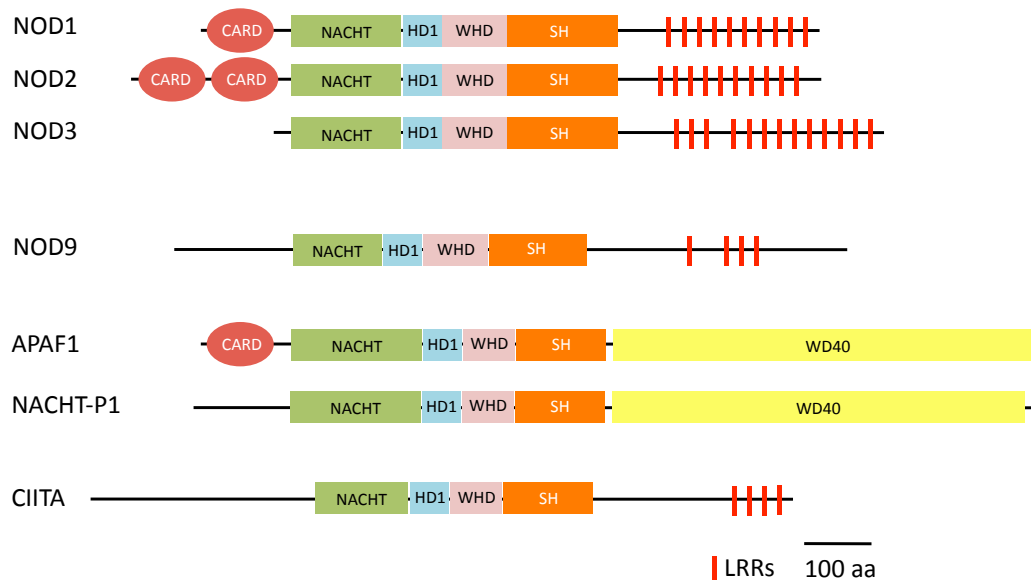 NOD1 CARD NACHT HD1 WHD SH
NOD2 CARD CARD NACHT HD1 WHD SH
NOD3 NACHT HD1 WHD SH
NOD9 NACHT HD1 WHD SH
APAF1 CARD NACHT HD1 WHD SH WD40
NACHT-P1 NACHT HD1 WHD SH WD40
CIITA NACHT HD1 WHD SH
LRRs 100 aa